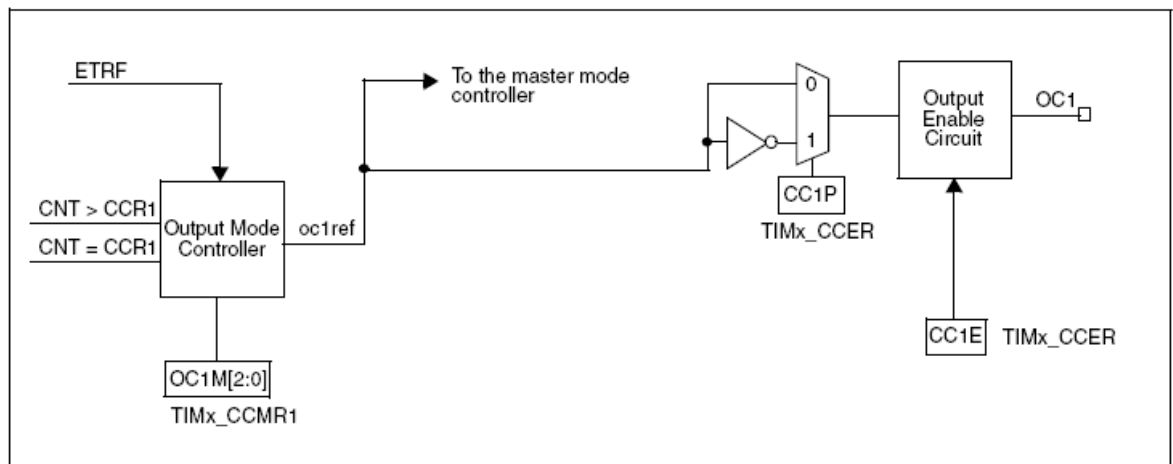 ETRF
To the master mode
controller
0
1
Output
Enable
Circuit
OC1
CNT > CCR1
CNT = CCR1
Output Mode
Controller
oc1ref
CC1P
TIMx_CCER
CC1E
TIMx_CCER
OC1M[2:0]
TIMx_CCMR1